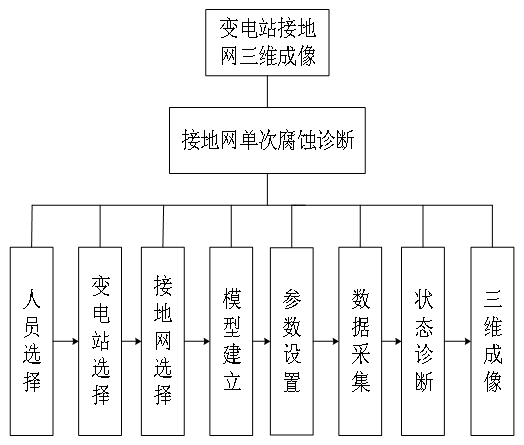 变电站接地
网三维成像
接地网单次腐蚀诊断
人员选择
变电站选择
接地网选择
模型建立
参数设置
数据采集
状态诊断
三维成像